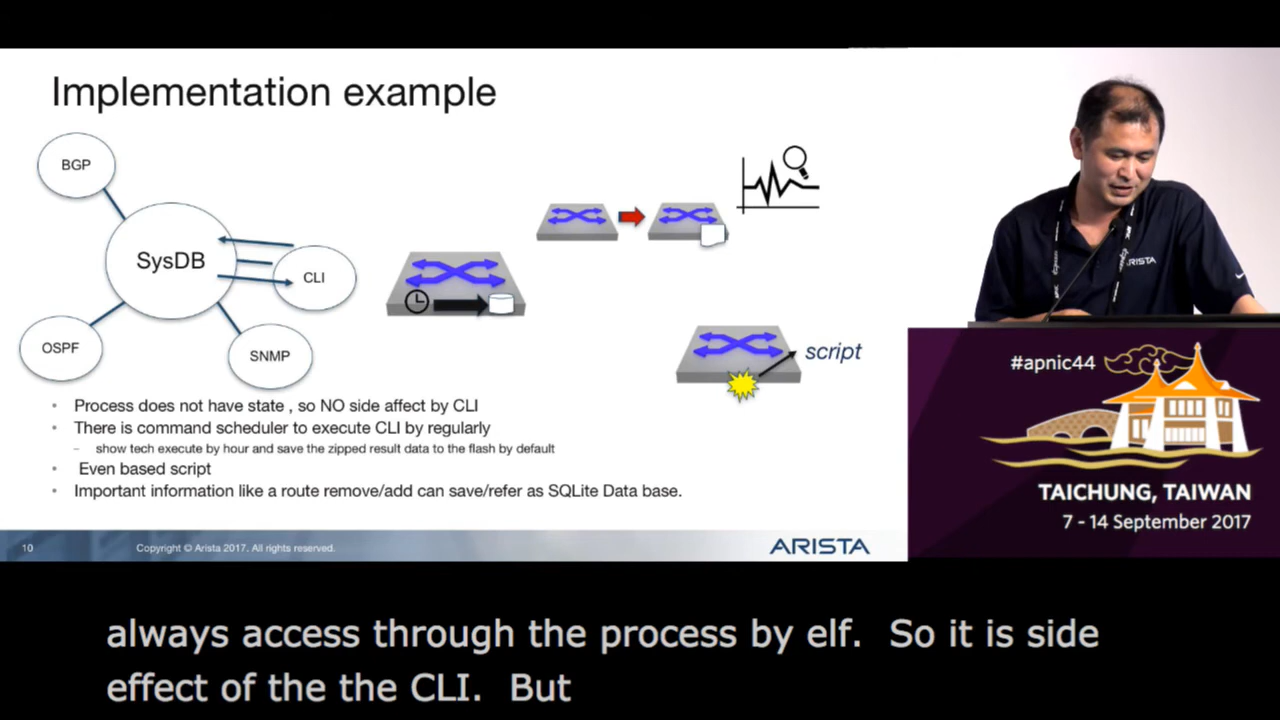 Implementation example
BGP
SysDB
CLI
OSPF
SNMP
script
• Process does not have state , so NO side affect by CLI
• There is command scheduler to execute CLI by regularly
– show tech execute by hour and save the zipped result data to the flash by default
• Even based script
• Important information like a route remove/add can save/refer as SQLite Data base.
10
Copyright © Arista 2017. All rights reserved.
ARISTA
ARISTA
#apnic44
TAICHUNG, TAIWAN
7 - 14 September 2017
always access through the process by elf. So it is side
effect of the the CLI. But